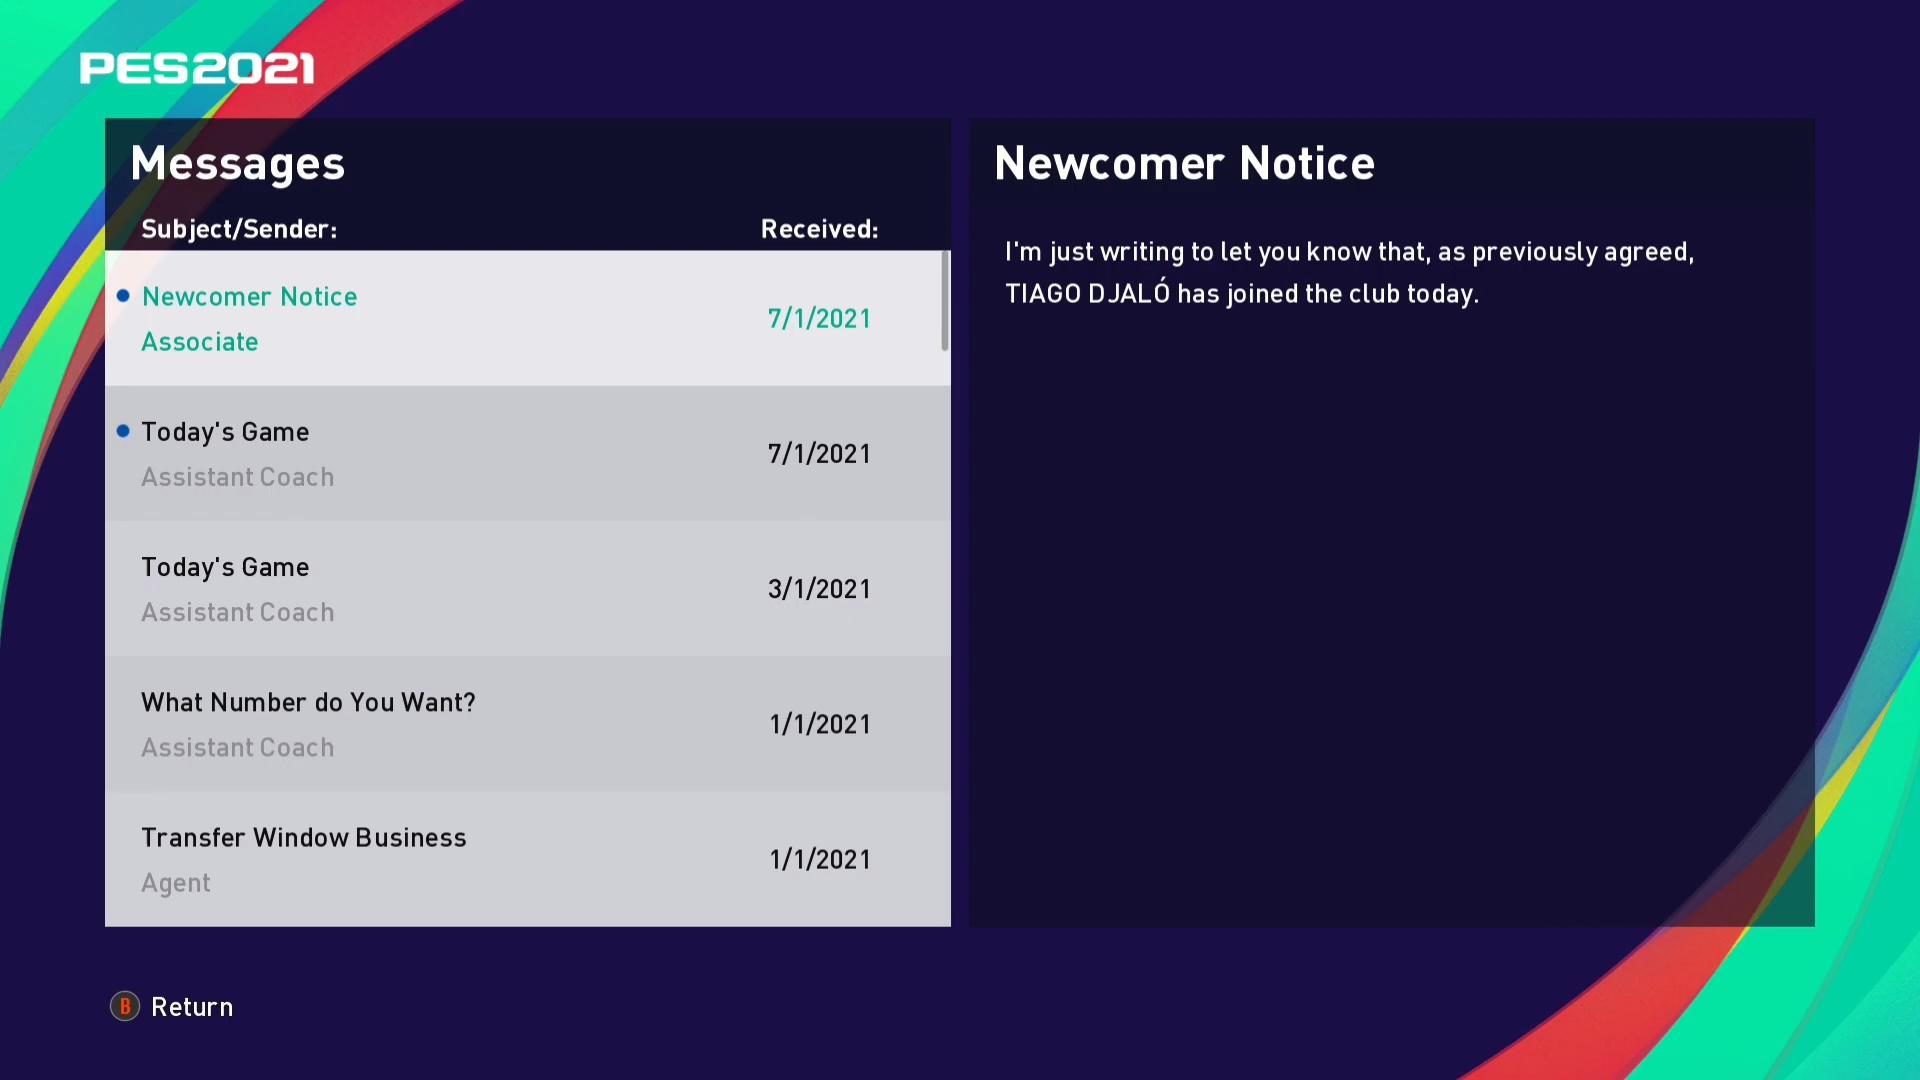 PES2021
Messages
Subject/Sender: Received:
Newcomer Notice
Associate
7/1/2021
Today's Game
Assistant Coach
7/1/2021
Today's Game
Assistant Coach
3/1/2021
What Number do You Want?
Assistant Coach
1/1/2021
Transfer Window Business
Agent
1/1/2021
Newcomer Notice
I'm just writing to let you know that, as previously agreed,
TIAGO DJALÓ has joined the club today.
B Return